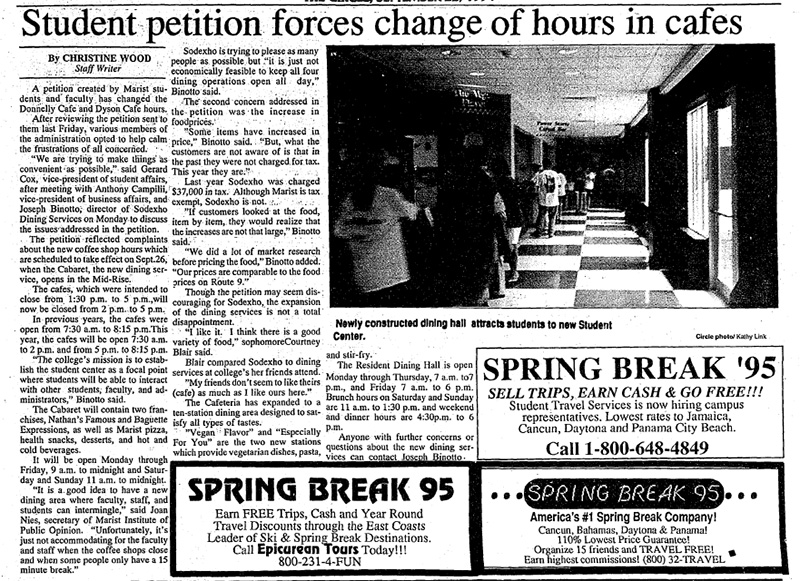 Student petition forces change of hours in cafes
By CHRISTINE WOOD
Staff Writer
A petition created by Marist stu-
dents and faculty has changed the
Donnelly Cafe and Dyson Cafe hours.
After reviewing the petition sent to
them last Friday, various members of
the administration opted to help calm
the frustrations of all concerned.
"We are trying to make things as
convenient as possible," said Gerard
Cox, vice-president of student affairs,
after meeting with Anthony Campilii,
vice-president of business affairs, and
Joseph Binotto, director of Sodexho
Dining Services on Monday to discuss
the issues addressed in the petition.
The petition reflected complaints
about the new coffee shop hours which
are scheduled to take effect on Sept.26,
when the Cabaret, the new dining ser-
vice, opens in the Mid-Rise.
The cafes, which were intended to
close from 1:30 p.m. to 5 p.m.,will
now be closed from 2 p.m. to 5 p.m.
In previous years, the cafes were
open from 7:30 a.m. to 8:15 p.m.This
year, the cafes will be open 7:30 a.m.
to 2 p.m. and from 5 p.m. to 8:15 p.m.
"The college's mission is to establish
the student center as a focal point
where students will be able to interact
with other students, faculty, and ad-
ministrators," Binotto said.
The Cabaret will contain two fran-
chises, Nathan's Famous and Baguette
Expressions, as well as Marist pizza,
health snacks, desserts, and hot and
cold beverages.
It will be open Monday through
Friday, 9 a.m. to midnight and Satur-
day and Sunday 11 a.m. to midnight.
"It is a good idea to have a new
dining area where faculty, staff, and
students can intermingle," said Joan
Nies, secretary of Marist Institute of
Public Opinion. "Unfortunately, it's
just not accommodating for the faculty
and staff when the coffee shops close
and when some people only have a 15
minute break."
Sodexho is trying to please as many
people as possible but "it is just not
economically feasible to keep all four
dining operations open all day,"
Binotto said.
The second concern addressed in
the petition was the increase in
foodprices.
"Some items have increased in
price," Binotto said. "But, what the
customers are not aware of is that in
the past they were not charged for tax.
This year they are."
Last year Sodexho was charged
$37,000 in tax. Although Marist is tax
exempt, Sodexho is not.
"If customers looked at the food,
item by item, they would realize that
the increases are not that large," Binotto
said.
"We did a lot of market research
before pricing the food," Binotto added.
"Our prices are comparable to the food
prices on Route 9."
Though the petition may seem dis-
couraging for Sodexho, the expansion
of the dining services is not a total
disappointment.
"I like it. I think there is a good
variety of food," sophomoreCourtney
Blair said.
Blair compared Sodexho to dining
services at college's her friends attend.
"My friends don't seem to like theirs
(cafe) as much as I like ours here."
The Cafeteria has expanded to a
ten-station dining area designed to sat-
isfy all types of tastes.
"Vegan Flavor" and "Especially
For You" are the two new stations
which provide vegetarian dishes, pasta,
Newly constructed dining hall attracts students to new Student
Center.
Circle photo/ Kathy Link
and stir-fry.
The Resident Dining Hall is open
Monday through Thursday, 7 a.m. to7
p.m., and Friday 7 a.m. to 6 p.m.
Brunch hours on Saturday and Sunday
are 11 a.m. to 1:30 p.m. and weekend
and dinner hours are 4:30p.m. to 6
p.m.
Anyone with further concerns or
questions about the new dining ser-
vices can contact Joseph Binotto.
SPRING BREAK '95
SELL TRIPS, EARN CASH & GO FREE!!!
Student Travel Services is now hiring campus
representatives. Lowest rates to Jamaica,
Cancun, Daytona and Panama City Beach.
Call 1-800-648-4849
SPRING BREAK 95
Earn FREE Trips, Cash and Year Round
Travel Discounts through the East Coasts
Leader of Ski & Spring Break Destinations.
Call Epicurean Tours Today!!!
800-231-4-FUN
•••SPRING BREAK 95•••
America's #1 Spring Break Company!
Cancun, Bahamas, Daytona & Panama!
110% Lowest Price Guarantee!
Organize 15 friends and TRAVEL FREE!
Earn highest commissions! (800) 32-TRAVEL